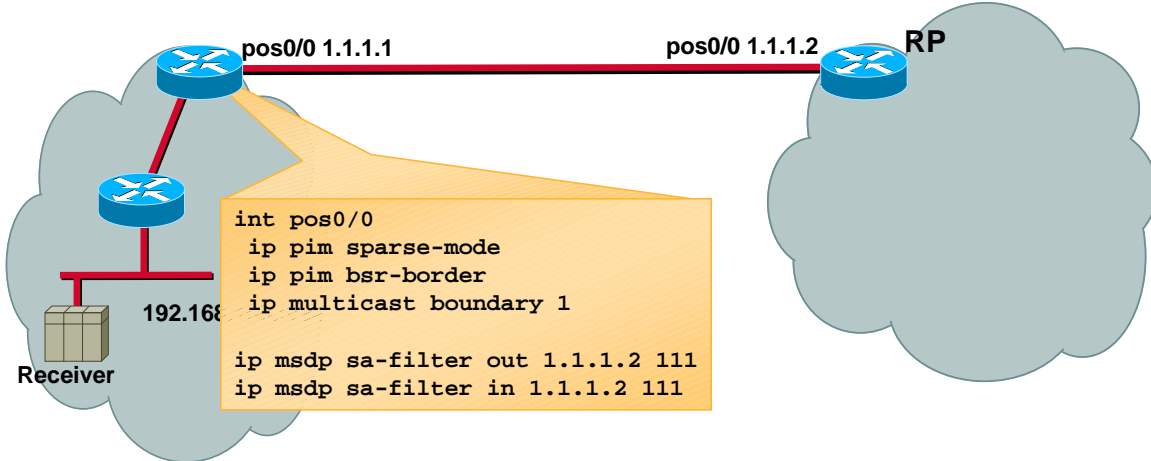 pos0/0 1.1.1.1
pos0/0 1.1.1.2
RP
int pos0/0
 ip pim sparse-mode
 ip pim bsr-border
 ip multicast boundary 1
ip msdp sa-filter out 1.1.1.2 111
ip msdp sa-filter in 1.1.1.2 111
Receiver